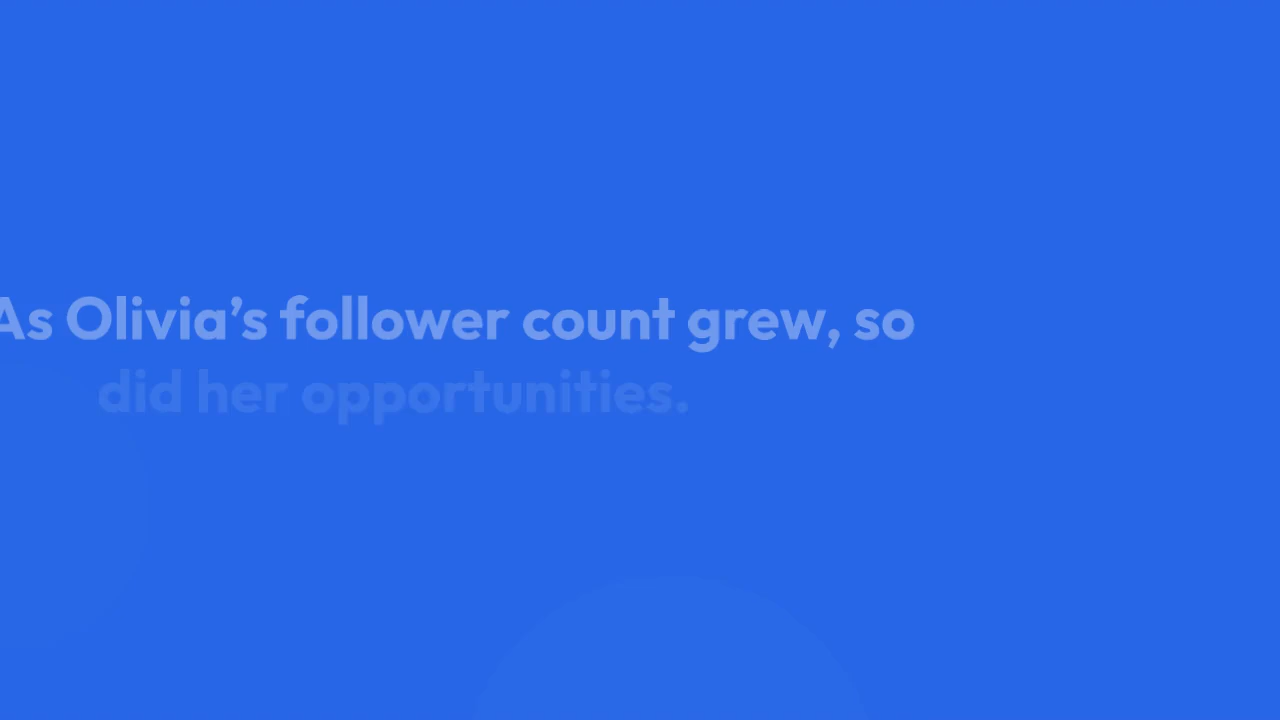 As Olivia’s follower count grew, so
did her opportunities.